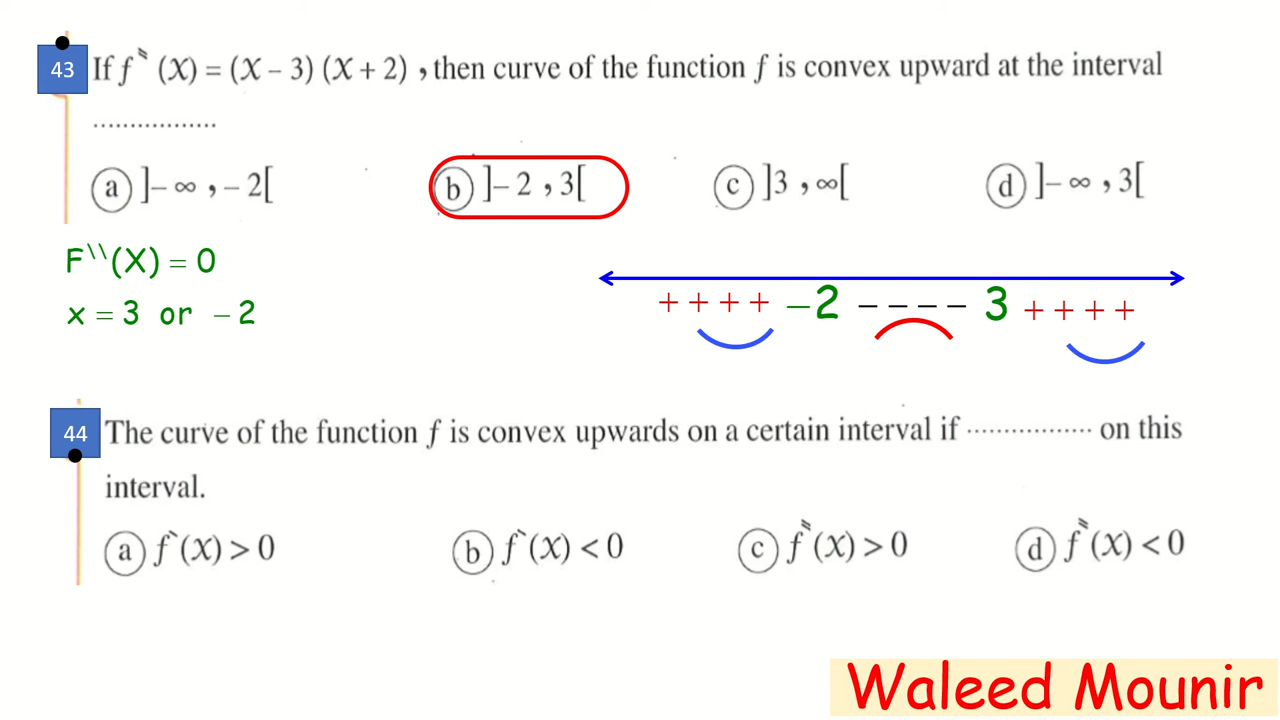 43 If f‵‵ (X) = (X – 3) (X + 2) , then curve of the function f is convex upward at the interval
.................
a ]– ∞ , – 2[ b ]– 2 , 3[ c ]3 , ∞[ d ]– ∞ , 3[
F\\(X) = 0
x = 3 or – 2
+ + + + –2 – – – – 3 + + + +
44 The curve of the function f is convex upwards on a certain interval if ................. on this
interval.
a f‵(X) > 0 b f‵(X) < 0 c f‵‵(X) > 0 d f‵‵(X) < 0
Waleed Mounir